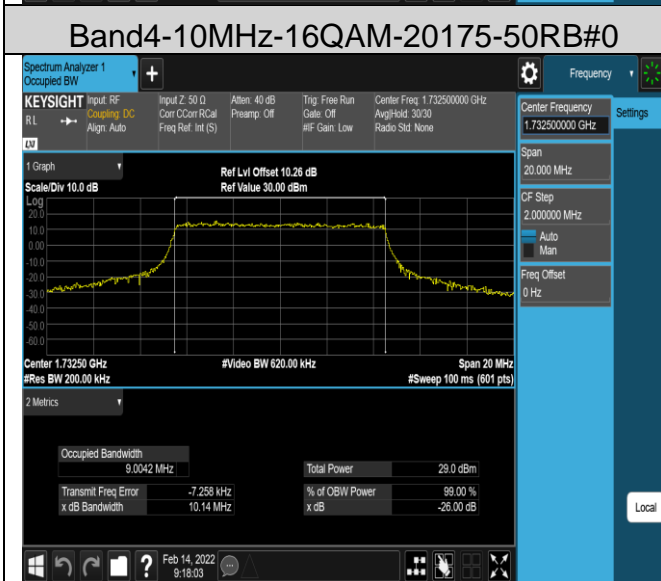 Band4-10MHz-16QAM-20175-50RB#0
Spectrum Analyzer 1
Occupied BW
+
Frequency
KEYSIGHT
RL
Input: RF
Coupling: DC
Align: Auto
Input Z: 50 Ω
Corr CCorr RCal
Freq Ref: Int (S)
Atten: 40 dB
Preamp: Off
Trig: Free Run
Gate: Off
#IF Gain: Low
Center Freq: 1.732500000 GHz
Avg|Hold: 30/30
Radio Std: None
LXI
Center Frequency
1.732500000 GHz
Settings
Span
20.000 MHz
CF Step
2.000000 MHz
Auto
Man
Freq Offset
0 Hz
1 Graph
Ref Lvl Offset 10.26 dB
Scale/Div 10.0 dB
Ref Value 30.00 dBm
Log
20.0
10.0
0.00
-10.0
-20.0
-30.0
-40.0
-50.0
-60.0
Center 1.73250 GHz
#Video BW 620.00 kHz
Span 20 MHz
#Res BW 200.00 kHz
#Sweep 100 ms (601 pts)
2 Metrics
Occupied Bandwidth
9.0042 MHz
Total Power 29.0 dBm
Transmit Freq Error -7.258 kHz
% of OBW Power 99.00 %
x dB Bandwidth 10.14 MHz
x dB -26.00 dB
Local
?
Feb 14, 2022
9:18:03